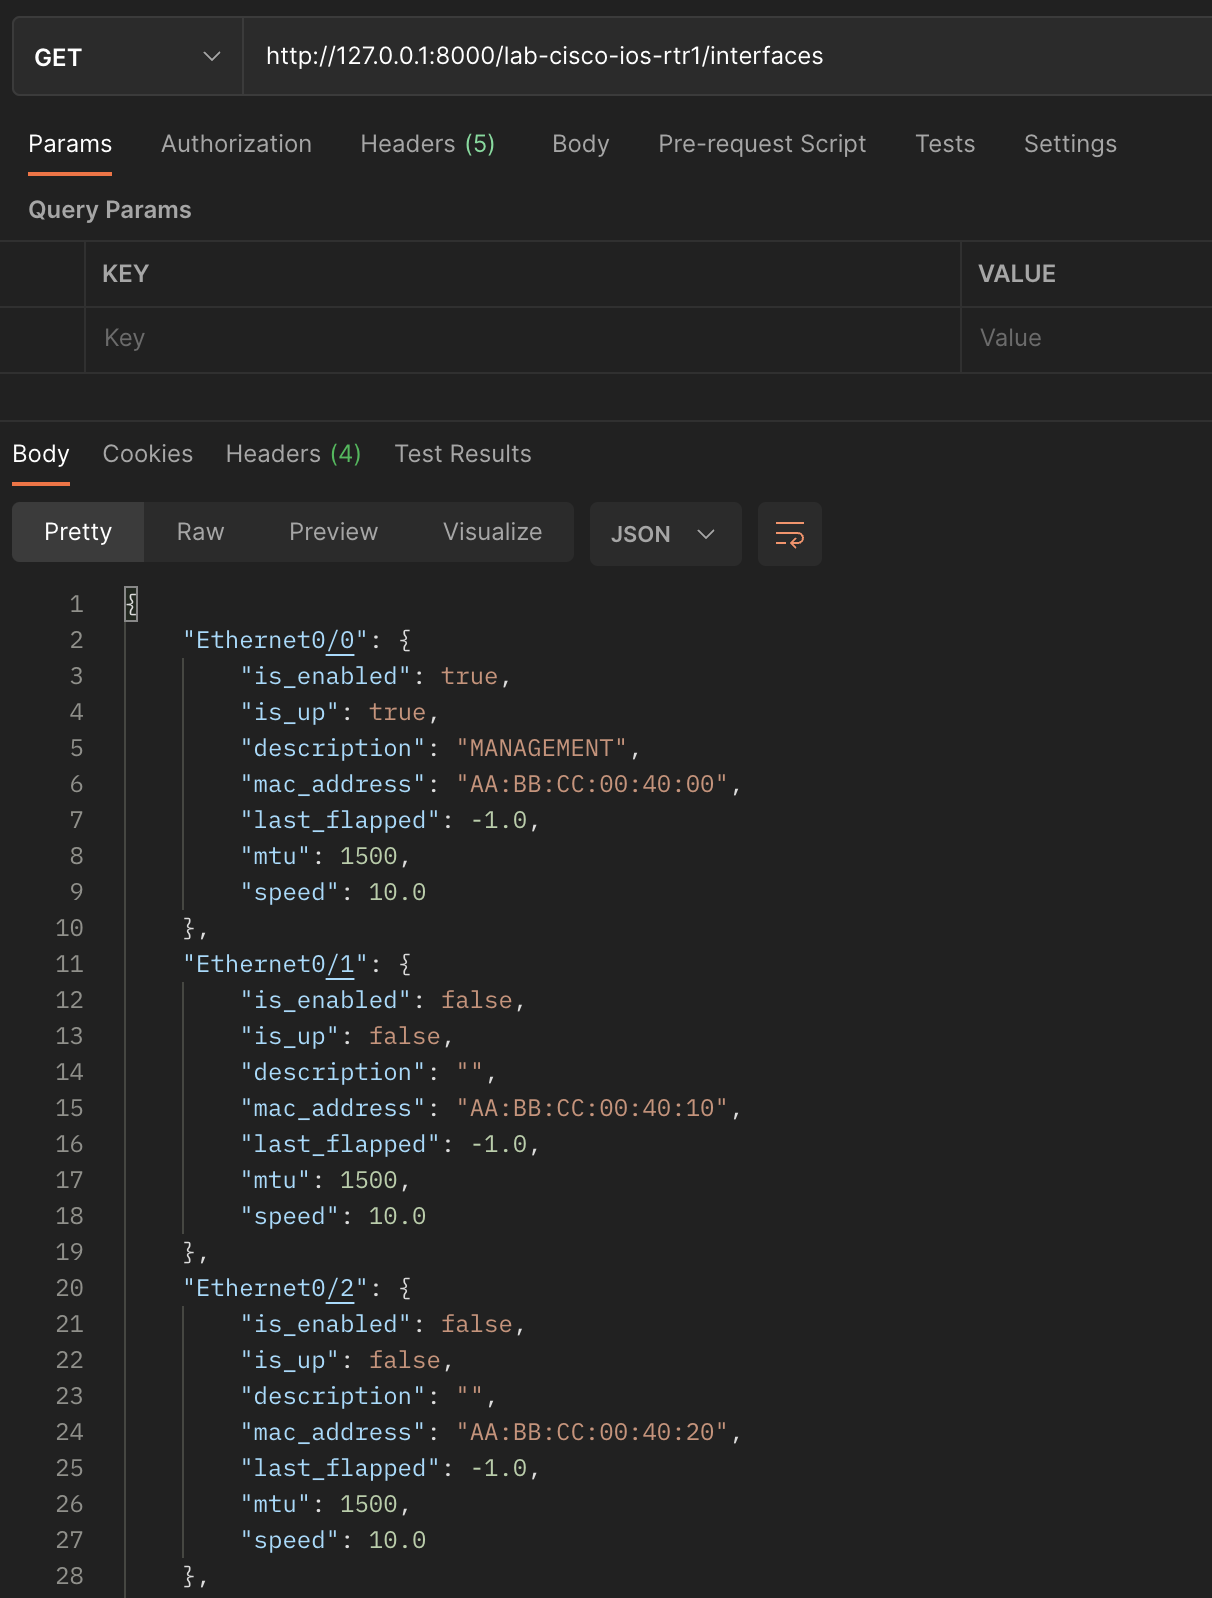 GET http://127.0.0.1:8000/lab-cisco-ios-rtr1/interfaces
Params Authorization Headers (5) Body Pre-request Script Tests Settings
Query Params
KEY VALUE
Key Value
Body Cookies Headers (4) Test Results
Pretty Raw Preview Visualize JSON
1 {
2 "Ethernet0/0": {
3 "is_enabled": true,
4 "is_up": true,
5 "description": "MANAGEMENT",
6 "mac_address": "AA:BB:CC:00:40:00",
7 "last_flapped": -1.0,
8 "mtu": 1500,
9 "speed": 10.0
10 },
11 "Ethernet0/1": {
12 "is_enabled": false,
13 "is_up": false,
14 "description": "",
15 "mac_address": "AA:BB:CC:00:40:10",
16 "last_flapped": -1.0,
17 "mtu": 1500,
18 "speed": 10.0
19 },
20 "Ethernet0/2": {
21 "is_enabled": false,
22 "is_up": false,
23 "description": "",
24 "mac_address": "AA:BB:CC:00:40:20",
25 "last_flapped": -1.0,
26 "mtu": 1500,
27 "speed": 10.0
28 },